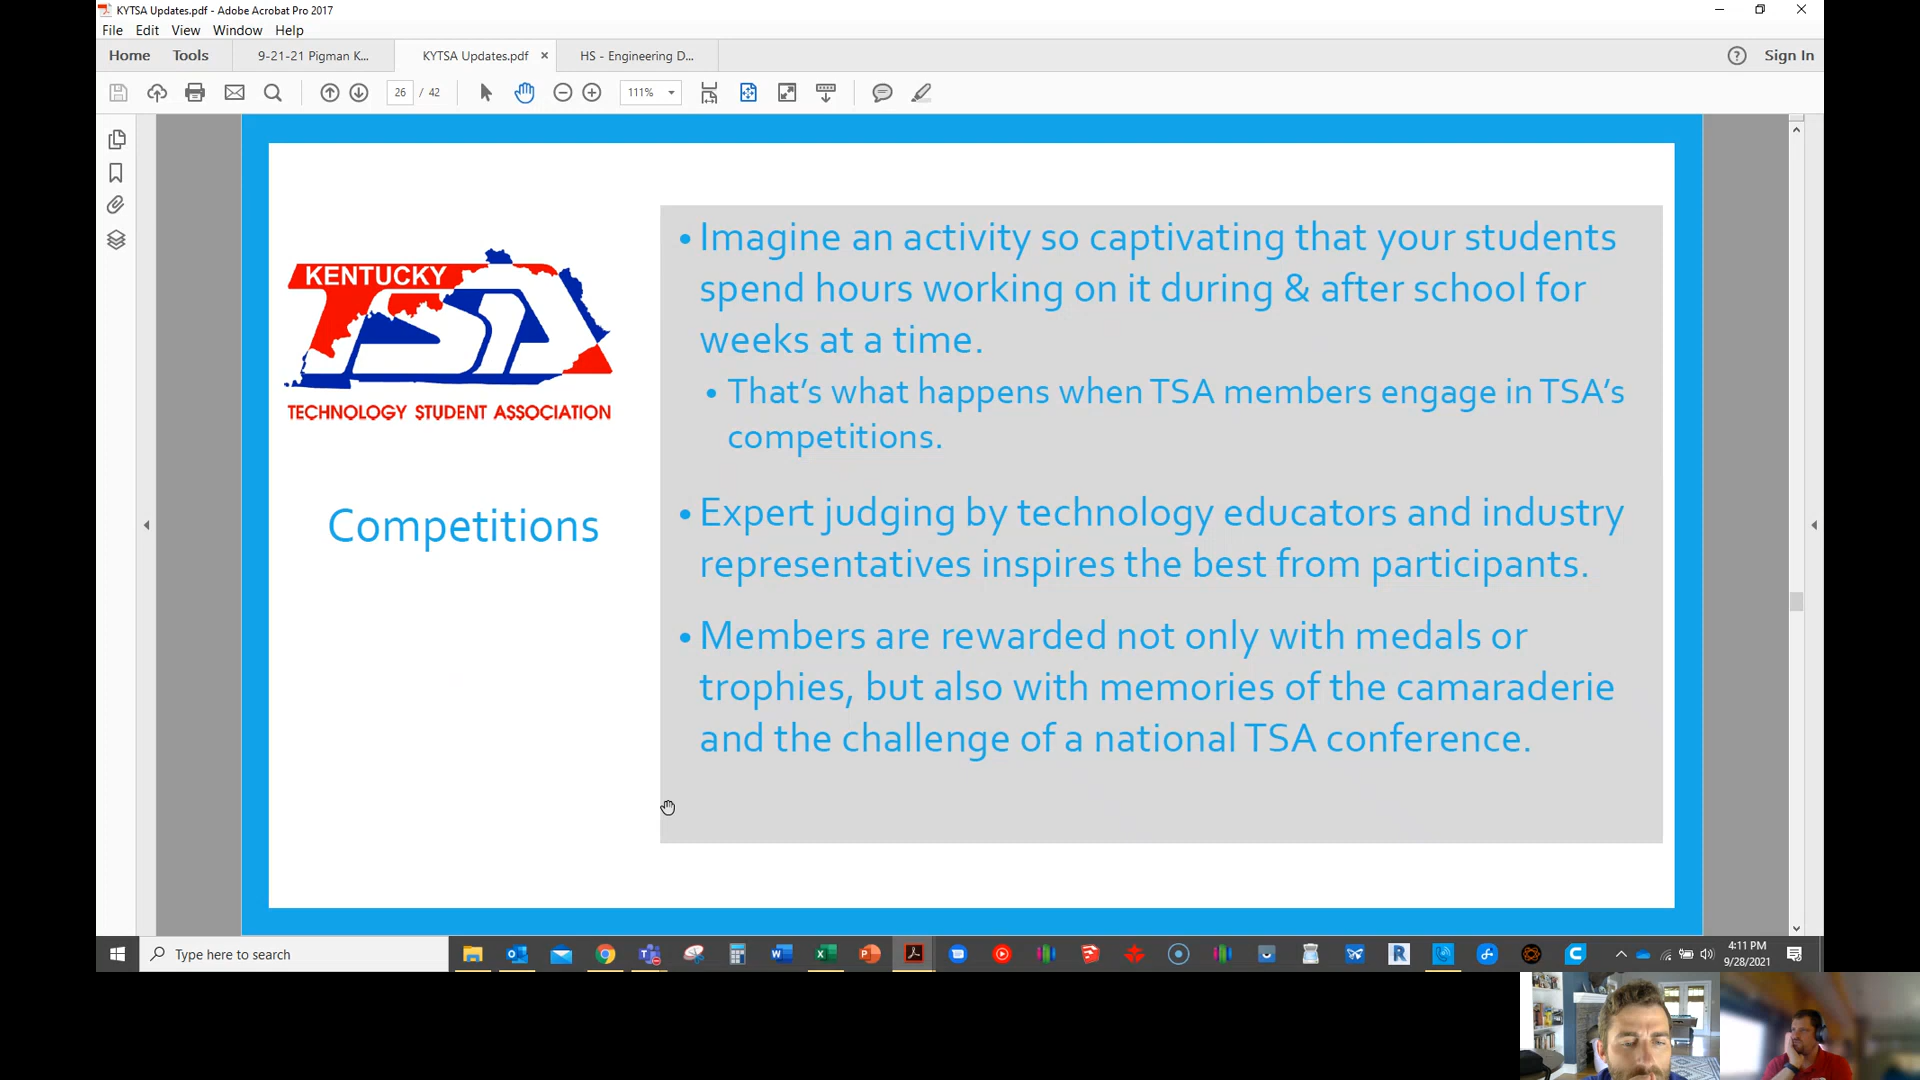 KYTSA Updates.pdf - Adobe Acrobat Pro 2017
File Edit View Window Help
Home Tools 9-21-21 Pigman K... KYTSA Updates.pdf × HS - Engineering D... Sign In
26 / 42 111%
KENTUCKY
TSA
TECHNOLOGY STUDENT ASSOCIATION
Competitions
• Imagine an activity so captivating that your students
spend hours working on it during & after school for
weeks at a time.
• That's what happens when TSA members engage in TSA's
competitions.
• Expert judging by technology educators and industry
representatives inspires the best from participants.
• Members are rewarded not only with medals or
trophies, but also with memories of the camaraderie
and the challenge of a national TSA conference.
Type here to search
4:11 PM
9/28/2021